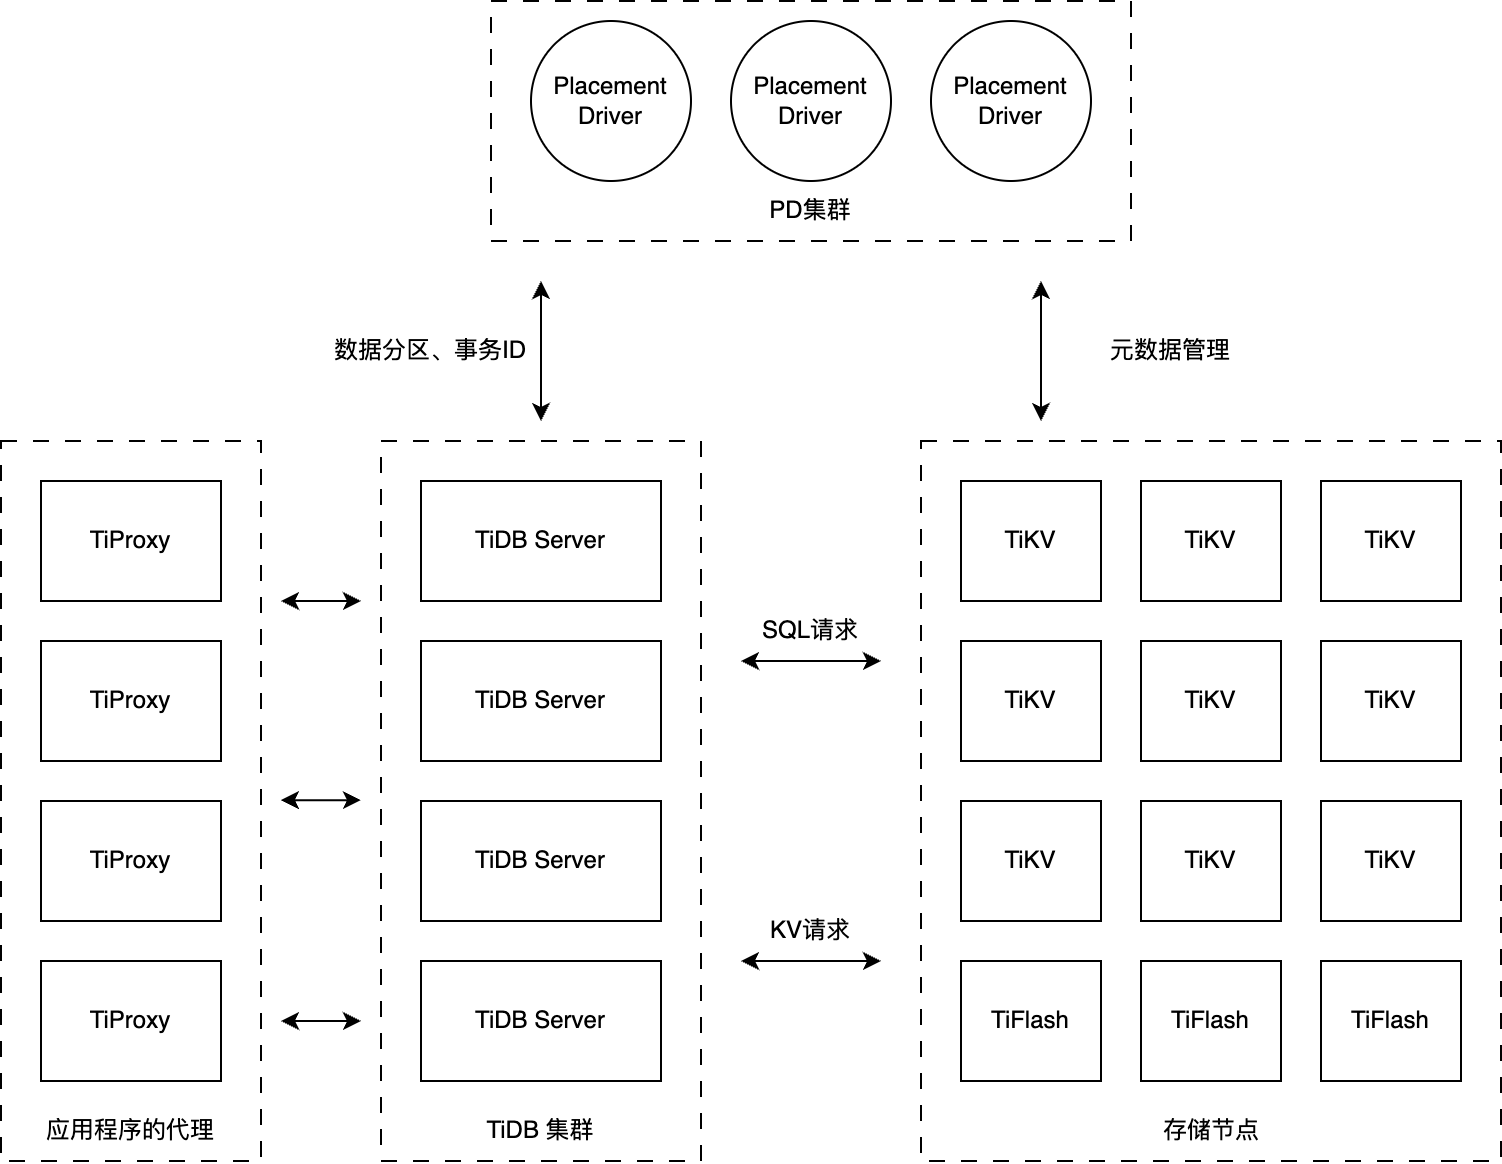 Placement
Driver
Placement
Driver
Placement
Driver
PD集群
数据分区、事务ID
元数据管理
TiProxy
TiProxy
TiProxy
TiProxy
应用程序的代理
TiDB Server
TiDB Server
TiDB Server
TiDB Server
TiDB 集群
SQL请求
KV请求
TiKV
TiKV
TiKV
TiKV
TiKV
TiKV
TiKV
TiKV
TiKV
TiFlash
TiFlash
TiFlash
存储节点